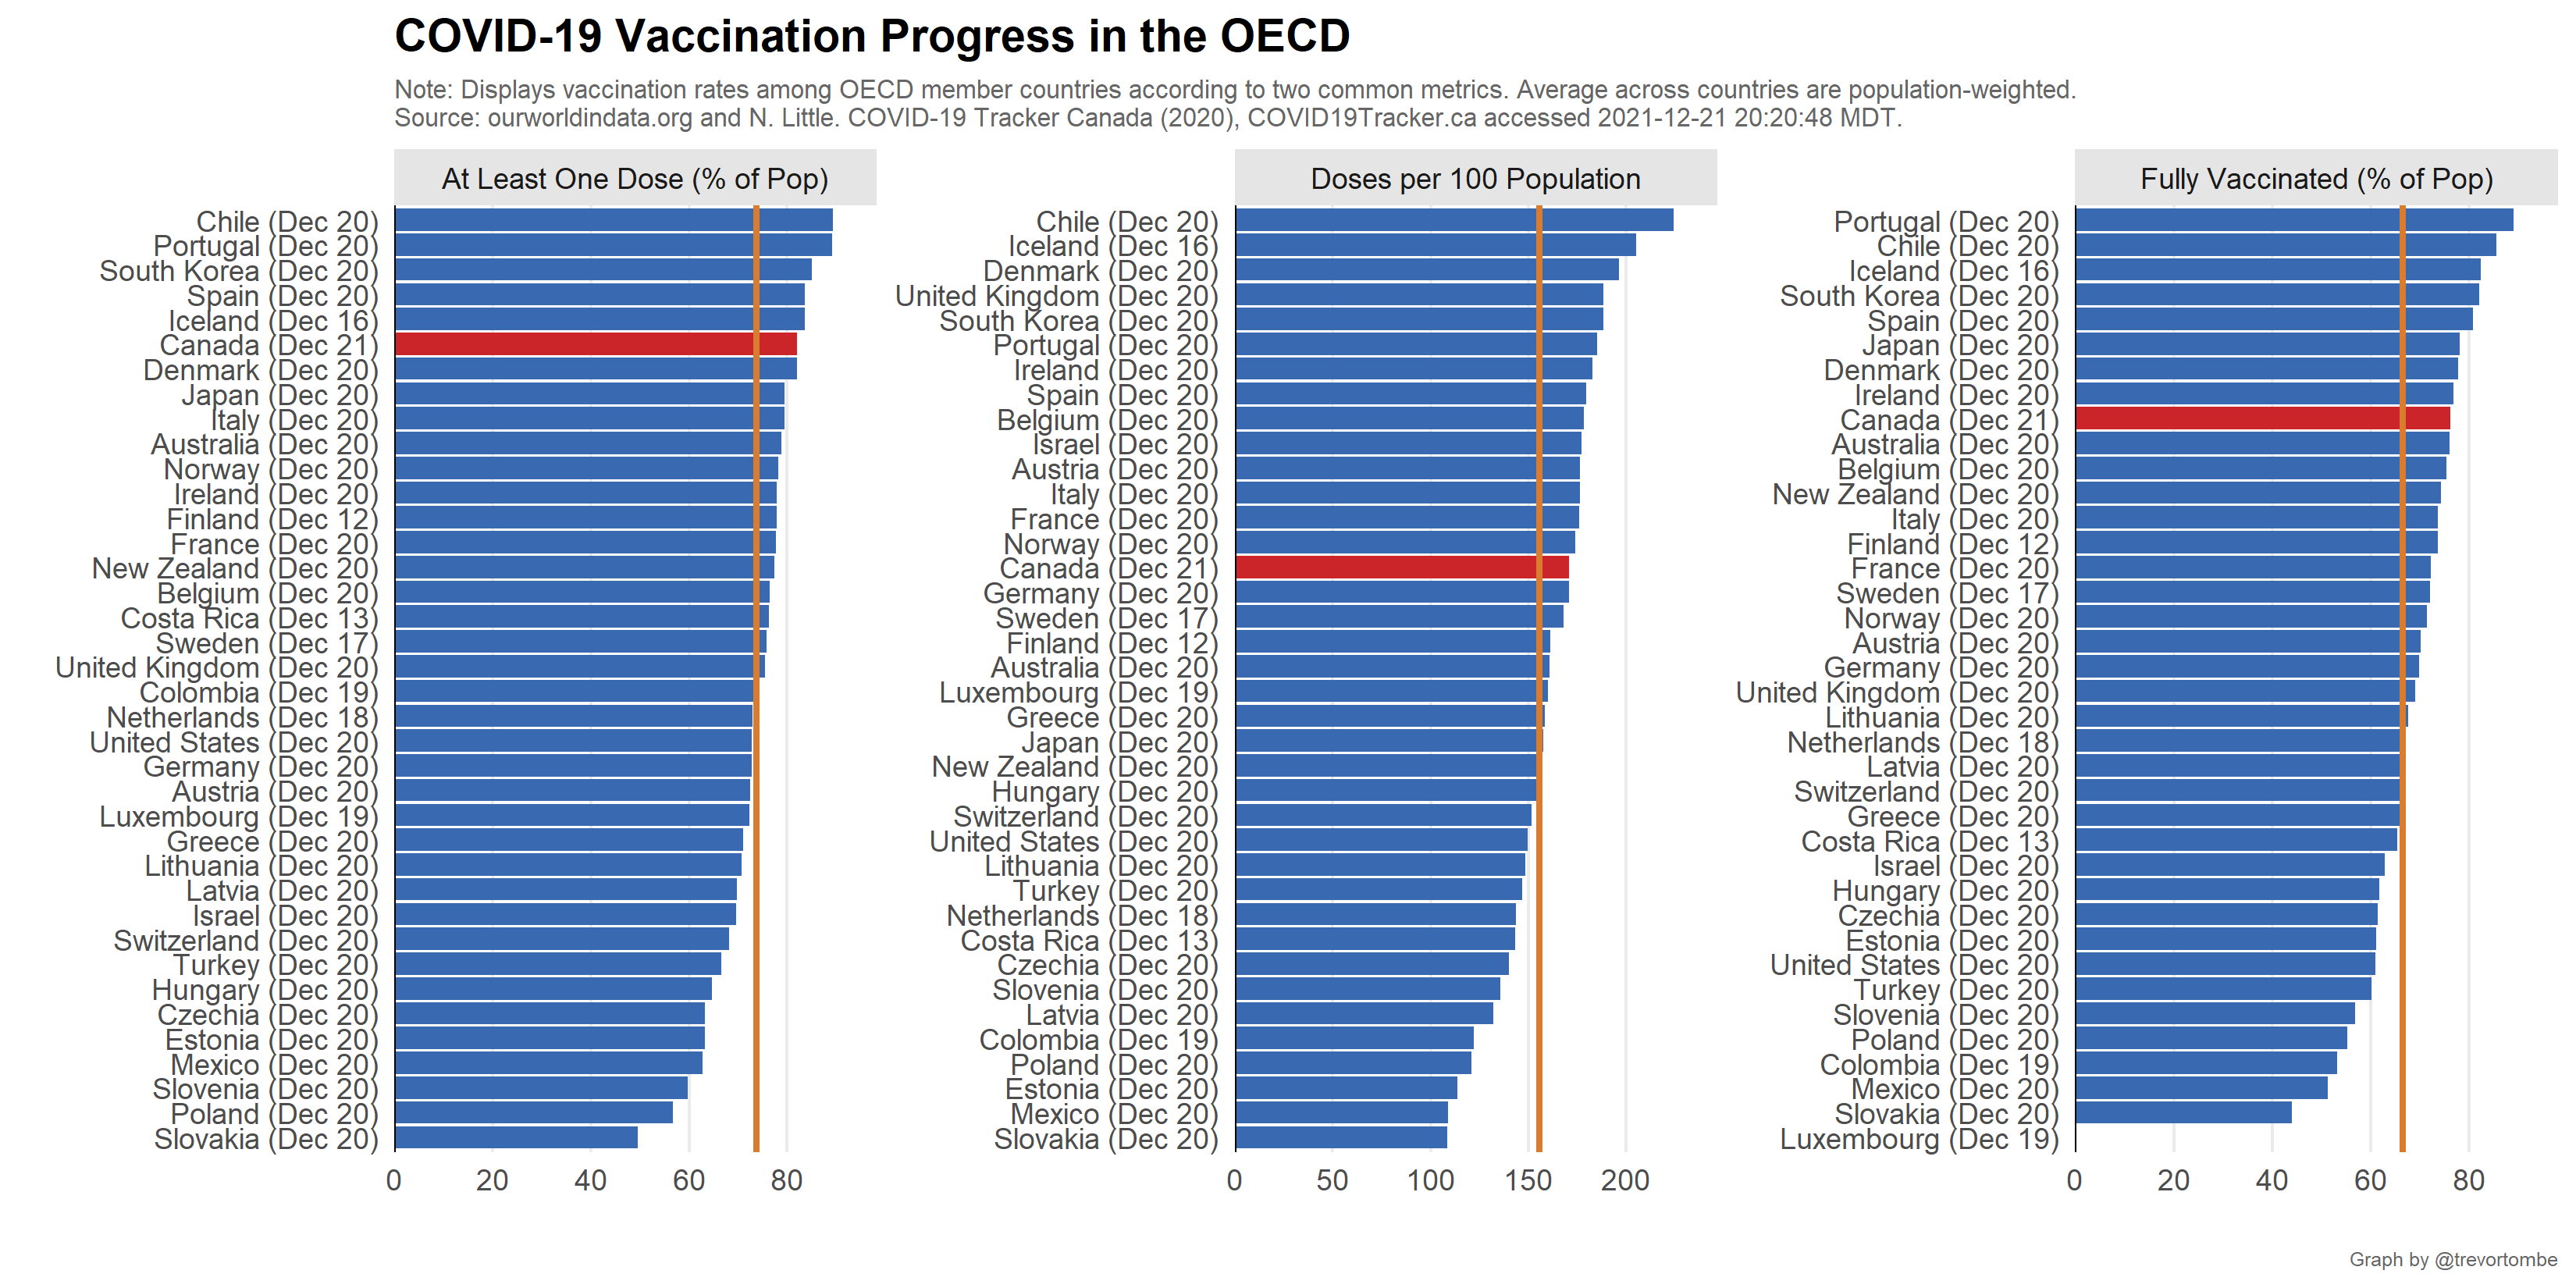 COVID-19 Vaccination Progress in the OECD
Note: Displays vaccination rates among OECD member countries according to two common metrics. Average across countries are population-weighted.
Source: ourworldindata.org and N. Little. COVID-19 Tracker Canada (2020), COVID19Tracker.ca accessed 2021-12-21 20:20:48 MDT.
At Least One Dose (% of Pop)
Chile (Dec 20)
Portugal (Dec 20)
South Korea (Dec 20)
Spain (Dec 20)
Iceland (Dec 16)
Canada (Dec 21)
Denmark (Dec 20)
Japan (Dec 20)
Italy (Dec 20)
Australia (Dec 20)
Norway (Dec 20)
Ireland (Dec 20)
Finland (Dec 12)
France (Dec 20)
New Zealand (Dec 20)
Belgium (Dec 20)
Costa Rica (Dec 13)
Sweden (Dec 17)
United Kingdom (Dec 20)
Colombia (Dec 19)
Netherlands (Dec 18)
United States (Dec 20)
Germany (Dec 20)
Austria (Dec 20)
Luxembourg (Dec 19)
Greece (Dec 20)
Lithuania (Dec 20)
Latvia (Dec 20)
Israel (Dec 20)
Switzerland (Dec 20)
Turkey (Dec 20)
Hungary (Dec 20)
Czechia (Dec 20)
Estonia (Dec 20)
Mexico (Dec 20)
Slovenia (Dec 20)
Poland (Dec 20)
Slovakia (Dec 20)
0 20 40 60 80
Doses per 100 Population
Chile (Dec 20)
Iceland (Dec 16)
Denmark (Dec 20)
United Kingdom (Dec 20)
South Korea (Dec 20)
Portugal (Dec 20)
Ireland (Dec 20)
Spain (Dec 20)
Belgium (Dec 20)
Israel (Dec 20)
Austria (Dec 20)
Italy (Dec 20)
France (Dec 20)
Norway (Dec 20)
Canada (Dec 21)
Germany (Dec 20)
Sweden (Dec 17)
Finland (Dec 12)
Australia (Dec 20)
Luxembourg (Dec 19)
Greece (Dec 20)
Japan (Dec 20)
New Zealand (Dec 20)
Hungary (Dec 20)
Switzerland (Dec 20)
United States (Dec 20)
Lithuania (Dec 20)
Turkey (Dec 20)
Netherlands (Dec 18)
Costa Rica (Dec 13)
Czechia (Dec 20)
Slovenia (Dec 20)
Latvia (Dec 20)
Colombia (Dec 19)
Poland (Dec 20)
Estonia (Dec 20)
Mexico (Dec 20)
Slovakia (Dec 20)
0 50 100 150 200
Fully Vaccinated (% of Pop)
Portugal (Dec 20)
Chile (Dec 20)
Iceland (Dec 16)
South Korea (Dec 20)
Spain (Dec 20)
Japan (Dec 20)
Denmark (Dec 20)
Ireland (Dec 20)
Canada (Dec 21)
Australia (Dec 20)
Belgium (Dec 20)
New Zealand (Dec 20)
Italy (Dec 20)
Finland (Dec 12)
France (Dec 20)
Sweden (Dec 17)
Norway (Dec 20)
Austria (Dec 20)
Germany (Dec 20)
United Kingdom (Dec 20)
Lithuania (Dec 20)
Netherlands (Dec 18)
Latvia (Dec 20)
Switzerland (Dec 20)
Greece (Dec 20)
Costa Rica (Dec 13)
Israel (Dec 20)
Hungary (Dec 20)
Czechia (Dec 20)
Estonia (Dec 20)
United States (Dec 20)
Turkey (Dec 20)
Slovenia (Dec 20)
Poland (Dec 20)
Colombia (Dec 19)
Mexico (Dec 20)
Slovakia (Dec 20)
Luxembourg (Dec 19)
0 20 40 60 80
Graph by @trevortombe